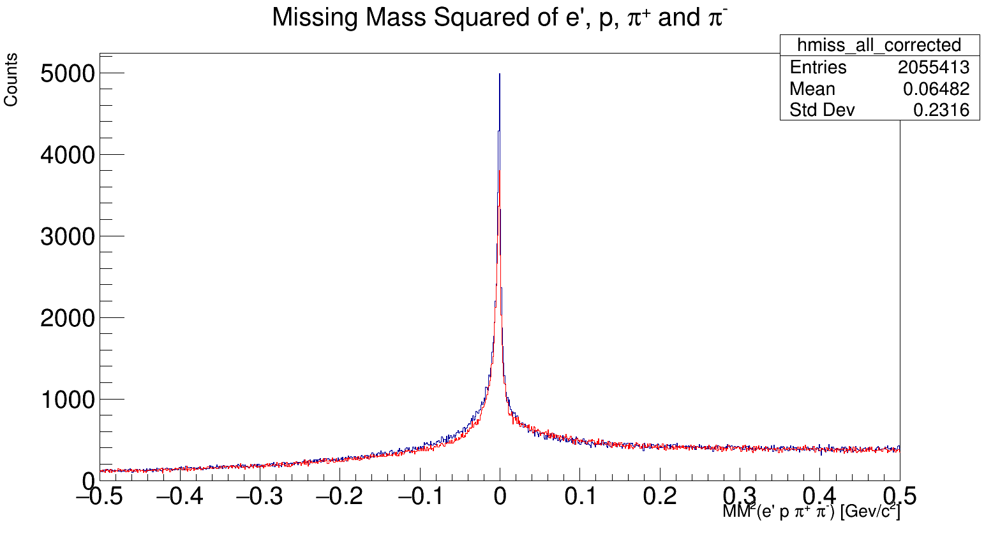 Missing Mass Squared of e', p, π⁺ and π⁻
Counts
hmiss_all_corrected
Entries 2055413
Mean 0.06482
Std Dev 0.2316
5000
4000
3000
2000
1000
0
−0.5 −0.4 −0.3 −0.2 −0.1 0 0.1 0.2 0.3 0.4 0.5
MM²(e' p π⁺ π⁻) [Gev/c²]